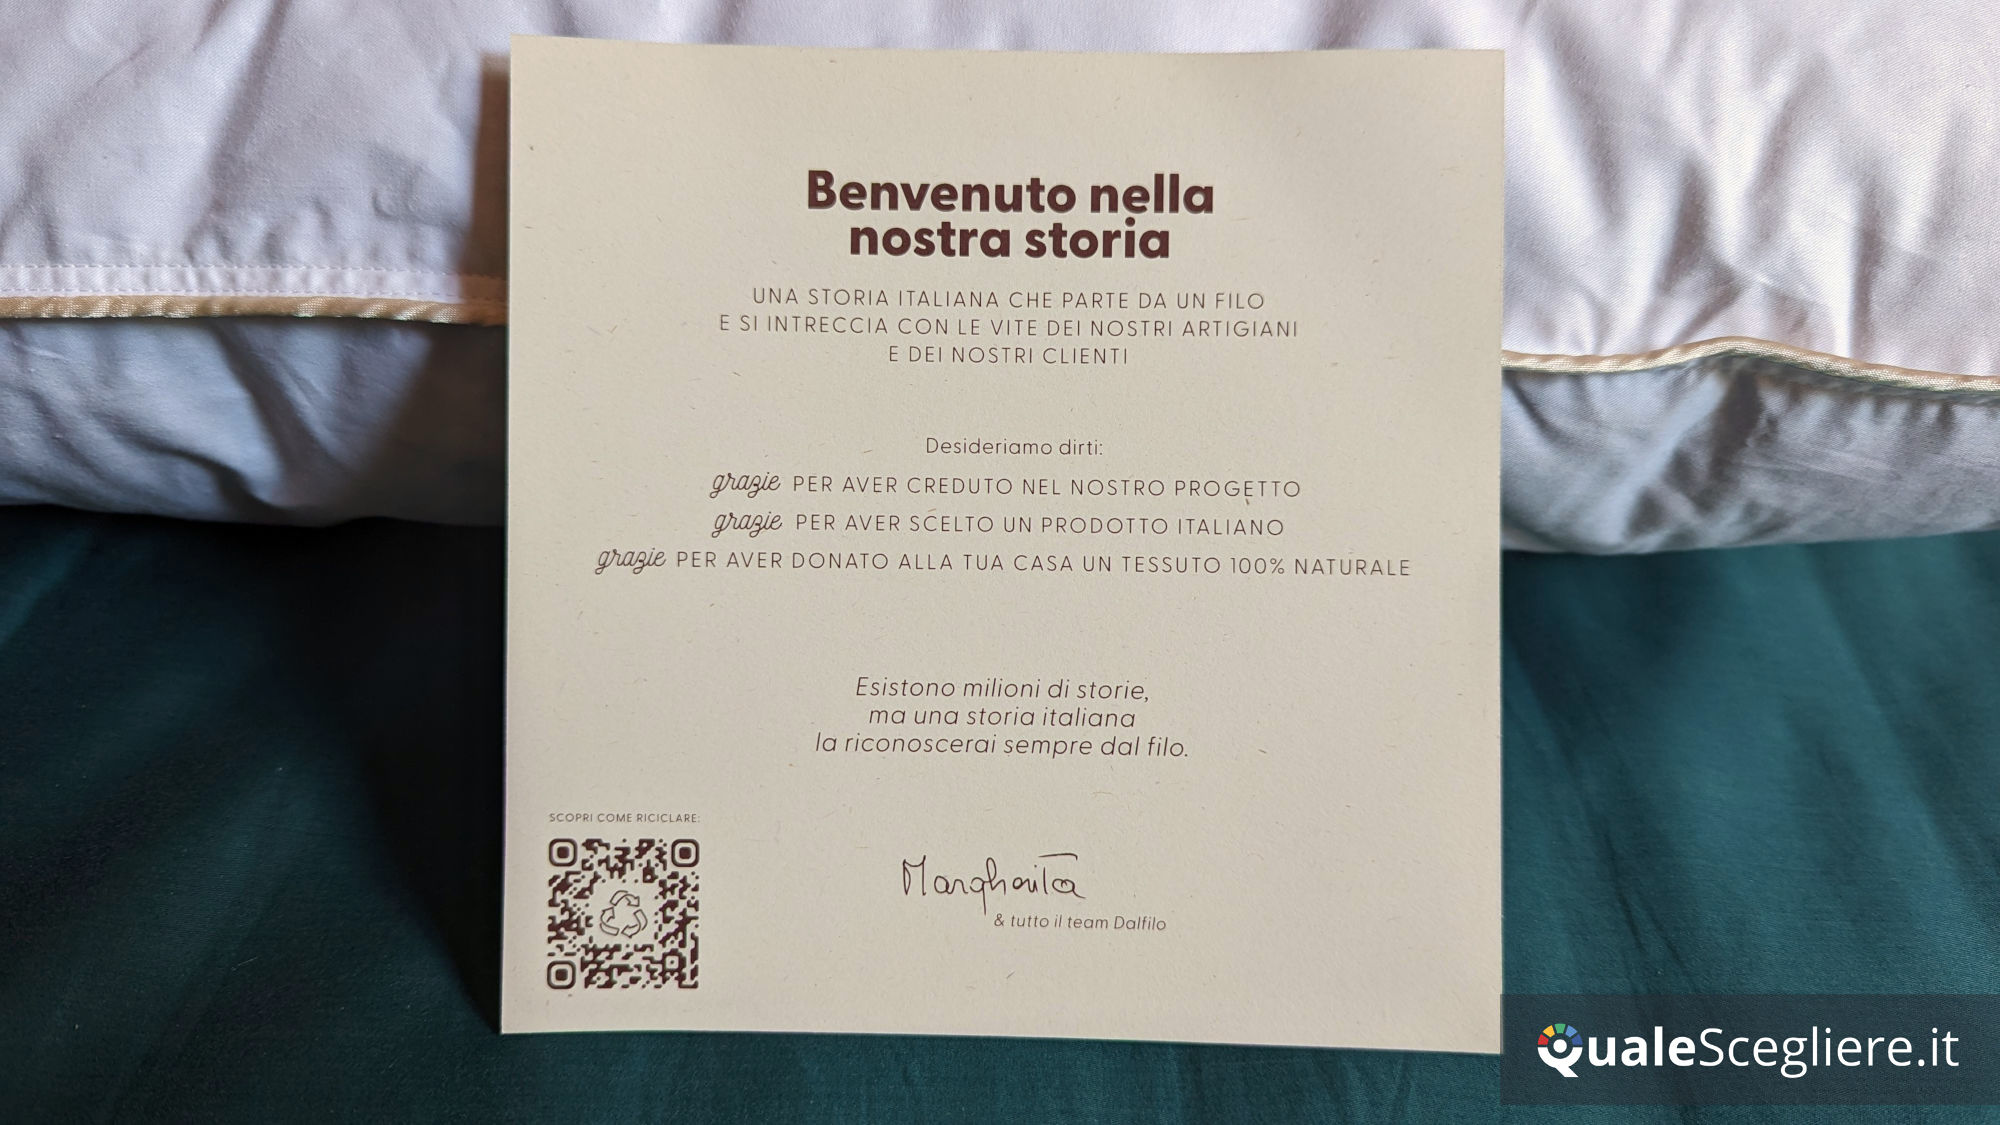 Benvenuto nella
nostra storia
UNA STORIA ITALIANA CHE PARTE DA UN FILO
E SI INTRECCIA CON LE VITE DEI NOSTRI ARTIGIANI
E DEI NOSTRI CLIENTI
Desideriamo dirti:
grazie PER AVER CREDUTO NEL NOSTRO PROGETTO
grazie PER AVER SCELTO UN PRODOTTO ITALIANO
grazie PER AVER DONATO ALLA TUA CASA UN TESSUTO 100% NATURALE
Esistono milioni di storie,
ma una storia italiana
la riconoscerai sempre dal filo.
SCOPRI COME RICICLARE:
Margherita
& tutto il team Dalfilo
QualeScegliere.it